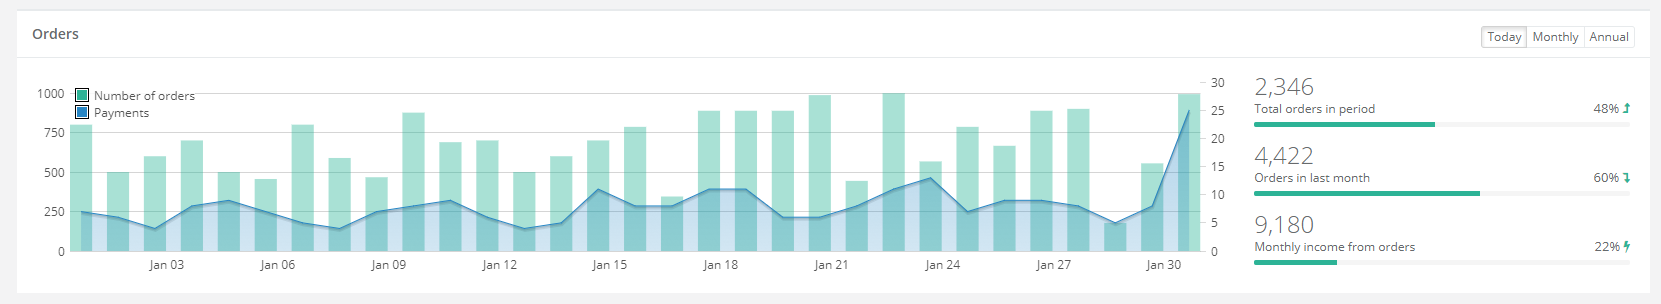 Orders
Today Monthly Annual
Number of orders
Payments
1000
750
500
250
0
30
25
20
15
10
5
0
Jan 03 Jan 06 Jan 09 Jan 12 Jan 15 Jan 18 Jan 21 Jan 24 Jan 27 Jan 30
2,346
Total orders in period 48%
4,422
Orders in last month 60%
9,180
Monthly income from orders 22%